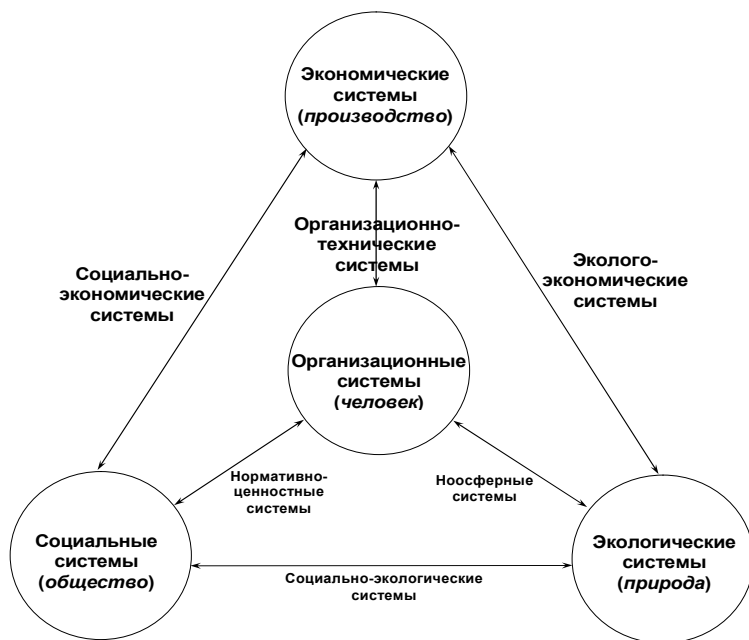 Экономические
системы
(производство)
Организационно-
технические
системы
Социально-
экономические
системы
Эколого-
экономические
системы
Организационные
системы
(человек)
Нормативно-
ценностные
системы
Ноосферные
системы
Социальные
системы
(общество)
Экологические
системы
(природа)
Социально-экологические
системы